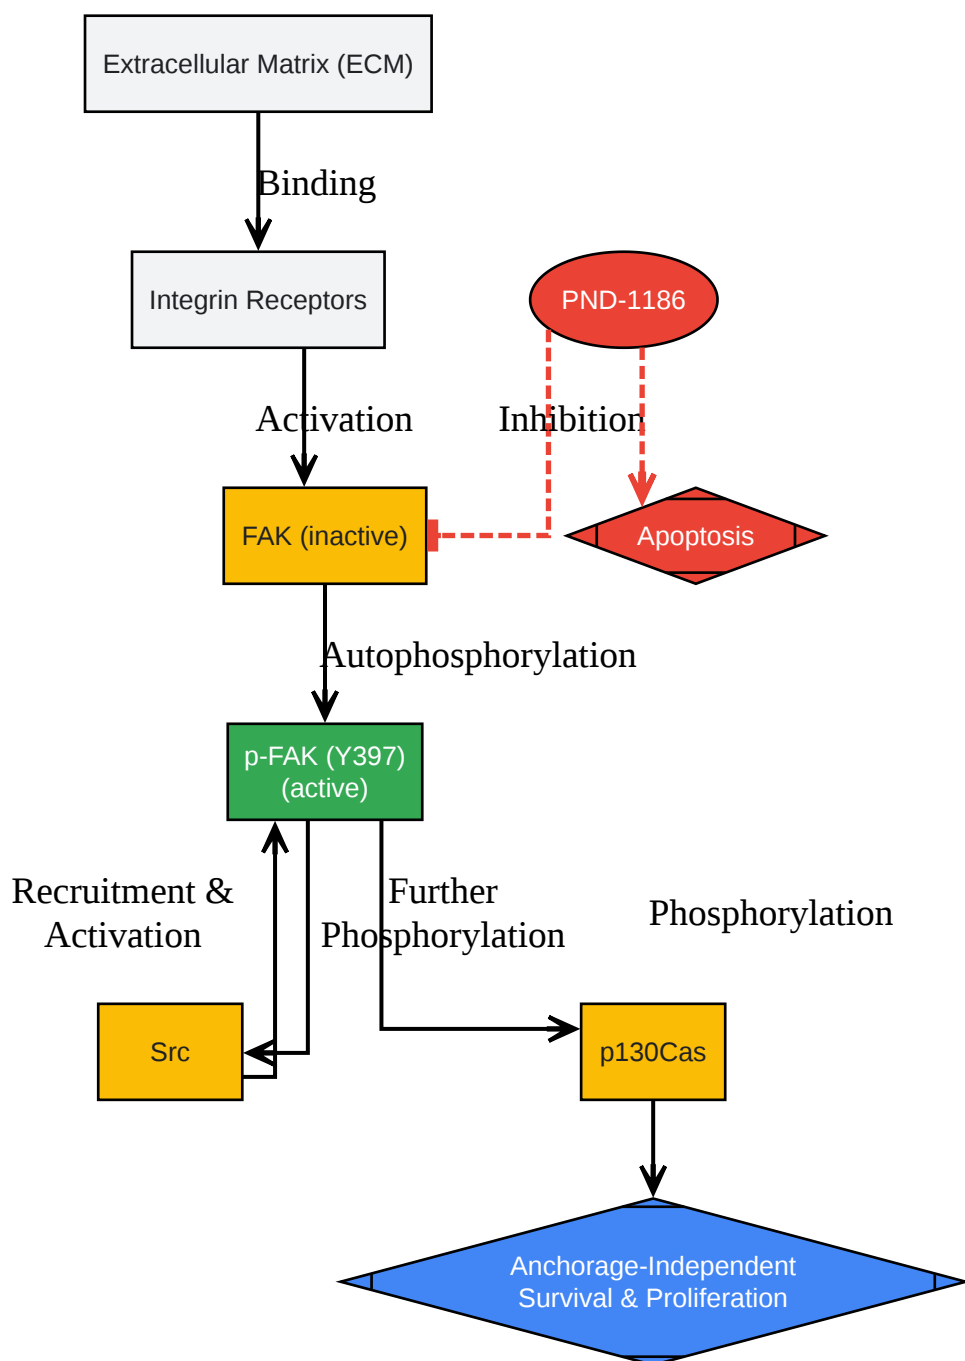 Extracellular Matrix (ECM)
Binding
Integrin Receptors
PND-1186
Activation
Inhibition
FAK (inactive)
Apoptosis
Autophosphorylation
p-FAK (Y397)
(active)
Recruitment &
Activation
Further
Phosphorylation
Phosphorylation
Src
p130Cas
Anchorage-Independent
Survival & Proliferation